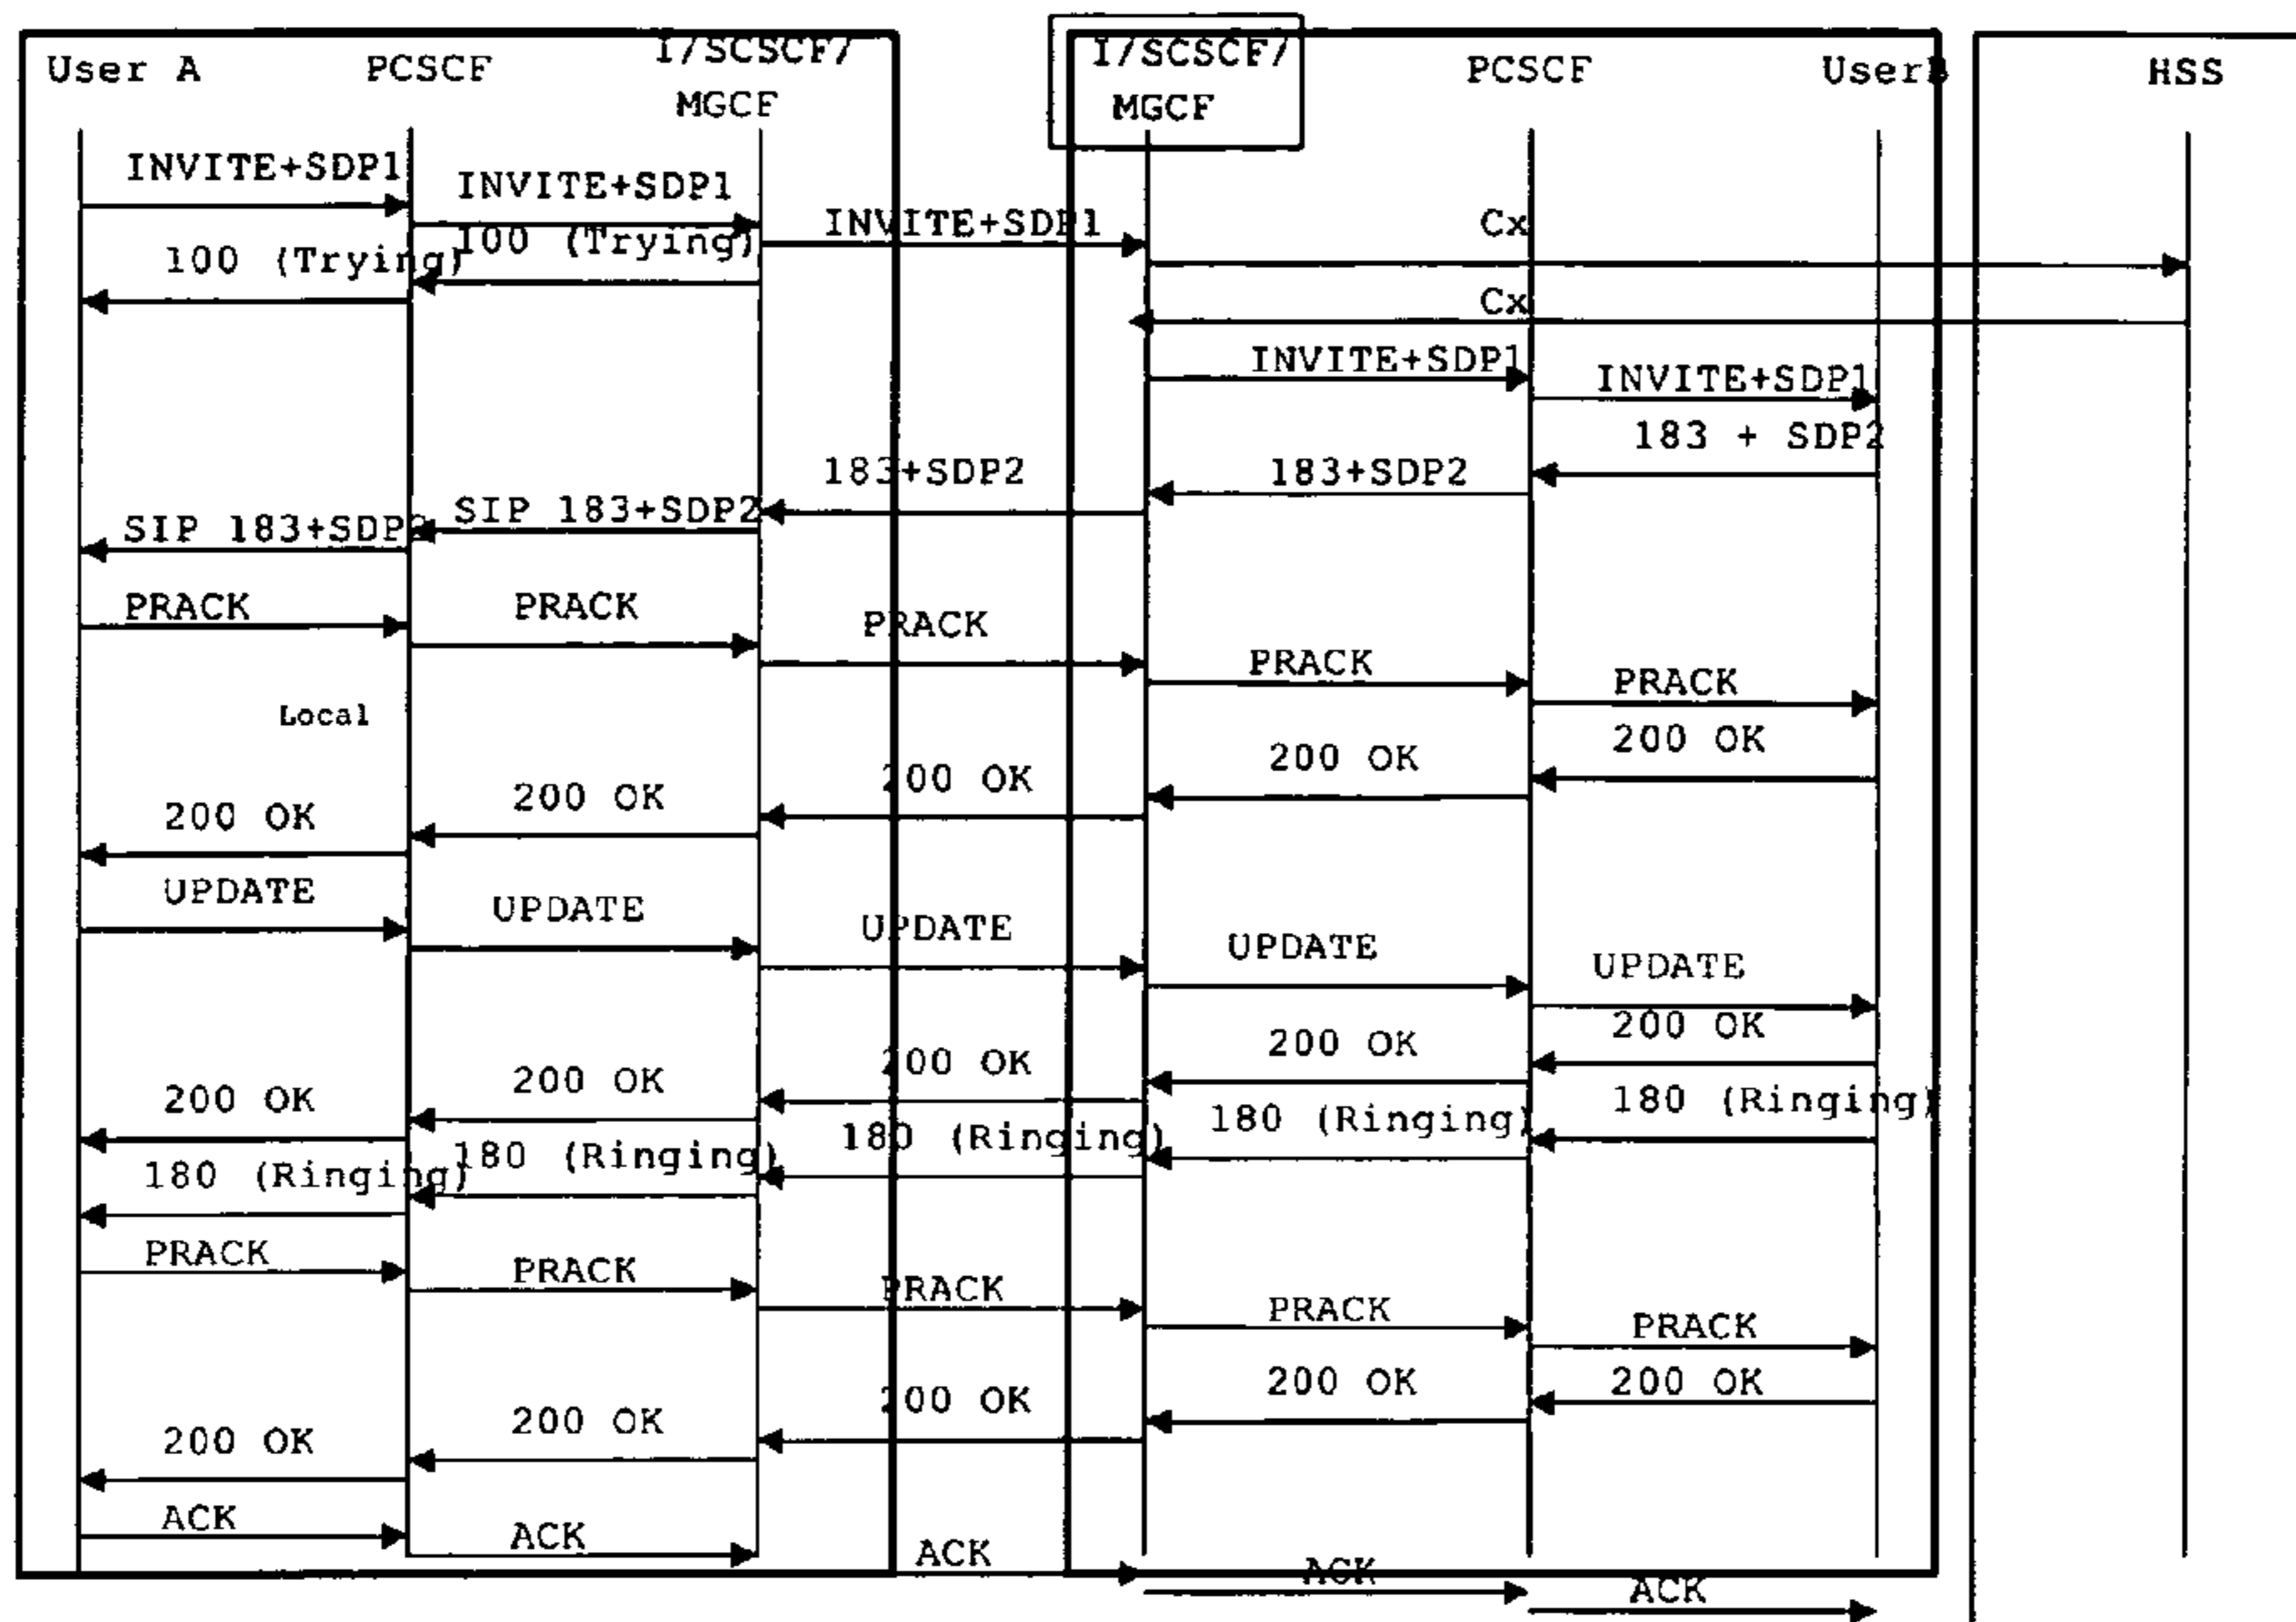 User A
PCSCF
I/SCSCF/
MGCF
I/SCSCF/
MGCF
PCSCF
UserB
HSS
INVITE+SDP1
INVITE+SDP1
INVITE+SDP1
Cx
100 (Trying)
100 (Trying)
Cx
INVITE+SDP1
INVITE+SDP1
183 + SDP2
183+SDP2
183+SDP2
SIP 183+SDP2
SIP 183+SDP2
PRACK
PRACK
PRACK
PRACK
PRACK
Local
200 OK
200 OK
200 OK
200 OK
200 OK
UPDATE
UPDATE
UPDATE
UPDATE
UPDATE
200 OK
200 OK
200 OK
200 OK
200 OK
180 (Ringing)
180 (Ringing)
180 (Ringing)
180 (Ringing)
180 (Ringing)
PRACK
PRACK
PRACK
PRACK
PRACK
200 OK
200 OK
200 OK
200 OK
200 OK
ACK
ACK
ACK
ACK
ACK